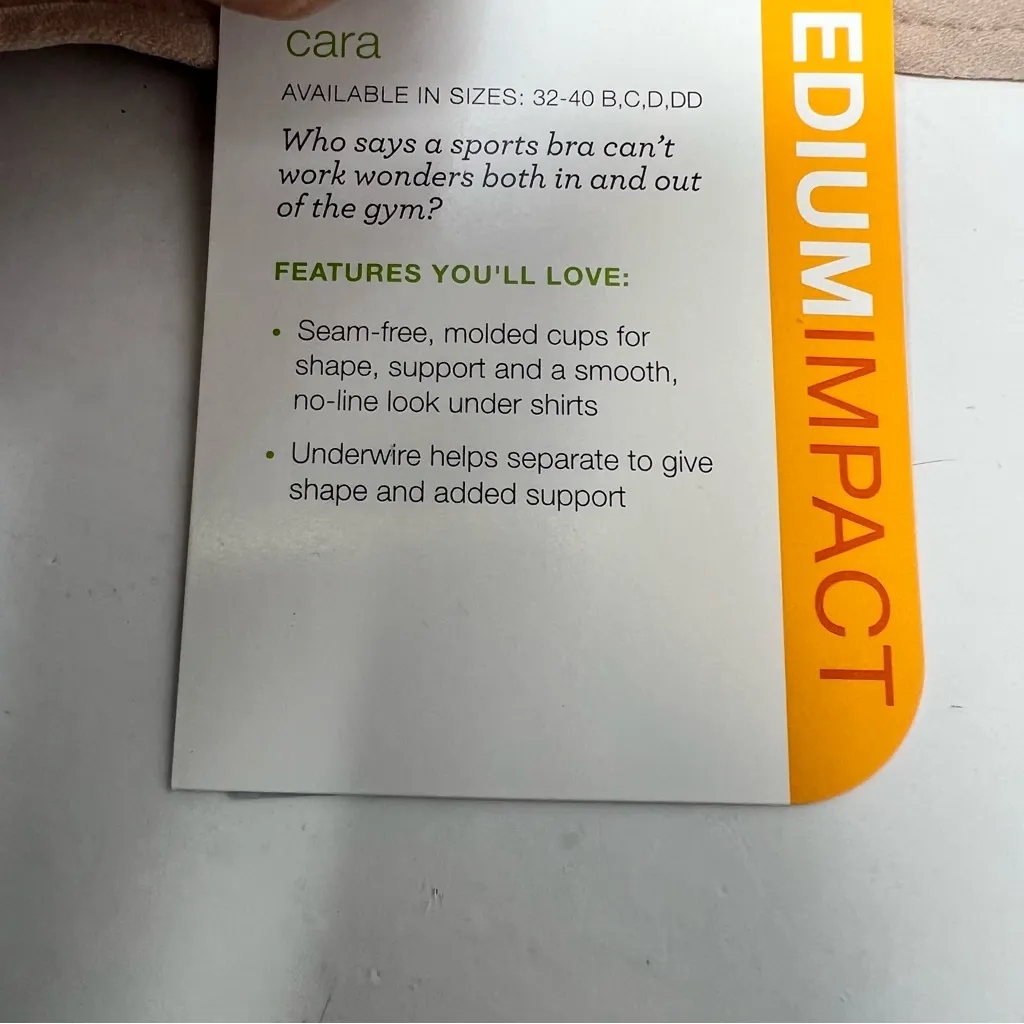 cara
AVAILABLE IN SIZES: 32-40 B,C,D,DD
Who says a sports bra can't
work wonders both in and out
of the gym?
FEATURES YOU'LL LOVE:
• Seam-free, molded cups for
shape, support and a smooth,
no-line look under shirts
• Underwire helps separate to give
shape and added support
EDIUMIMPACT